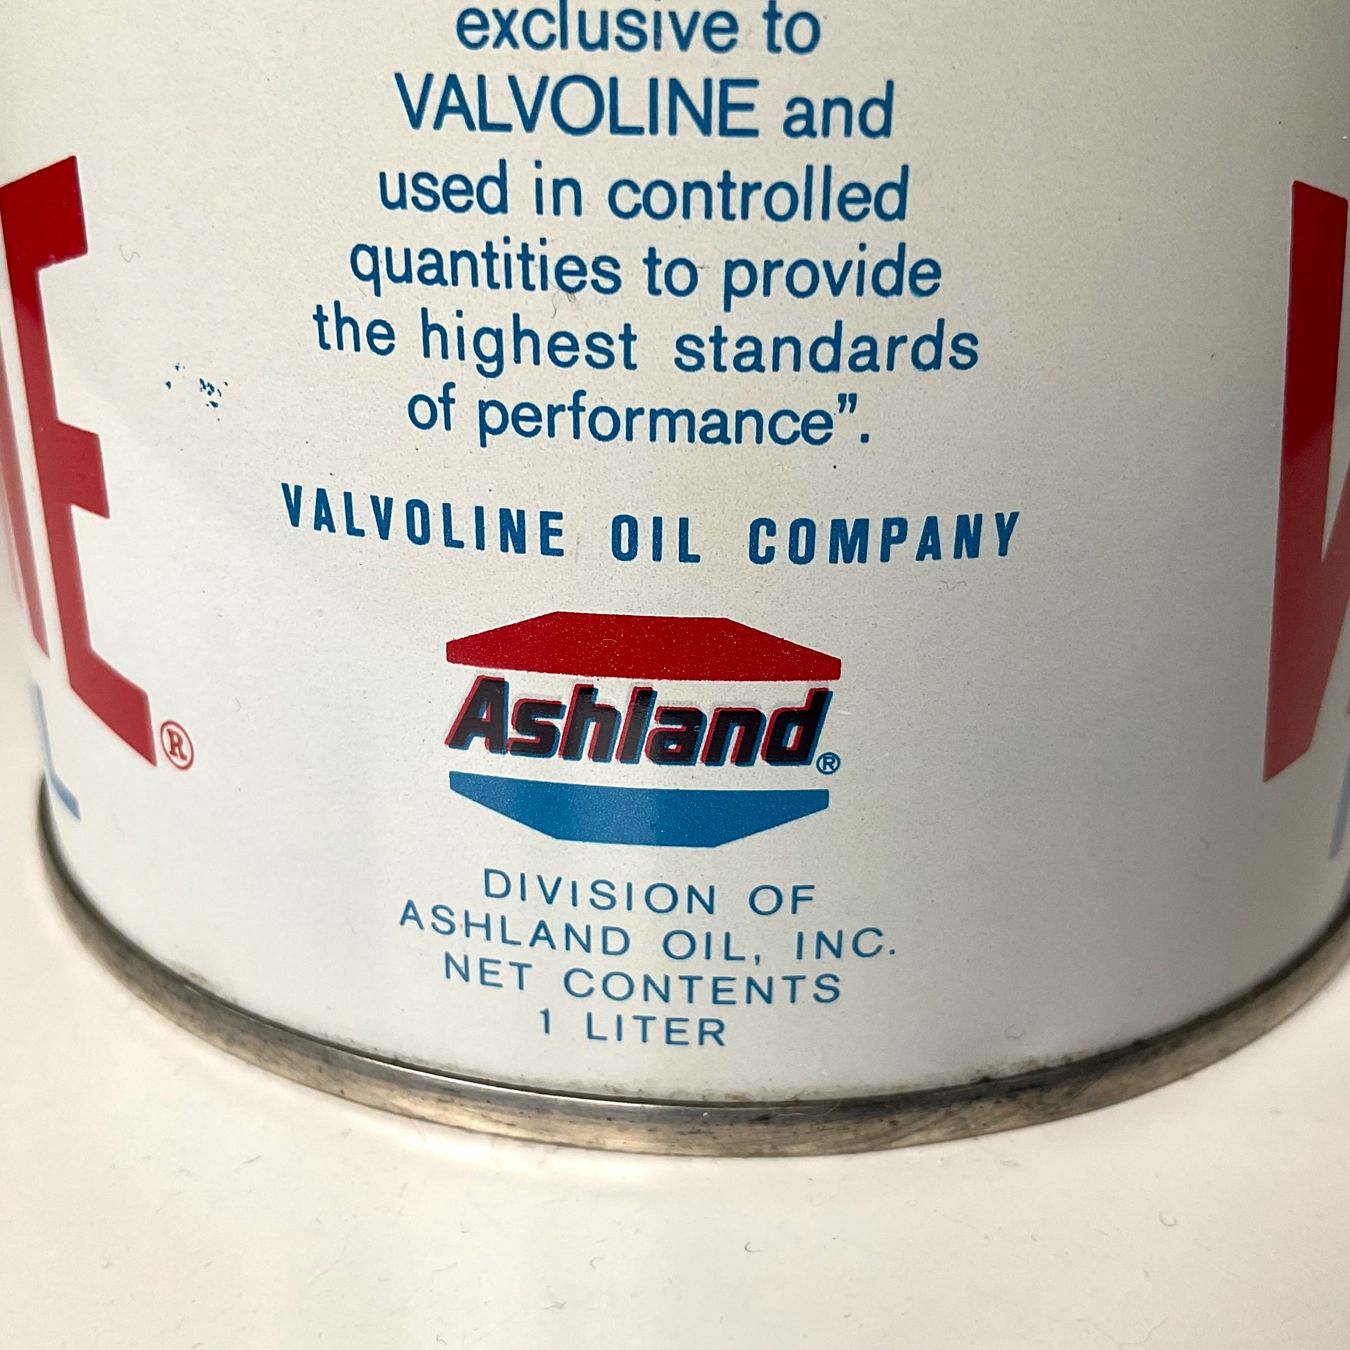 exclusive to
VALVOLINE and
used in controlled
quantities to provide
the highest standards
of performance”.
VALVOLINE OIL COMPANY
Ashland®
DIVISION OF
ASHLAND OIL, INC.
NET CONTENTS
1 LITER
E®
V